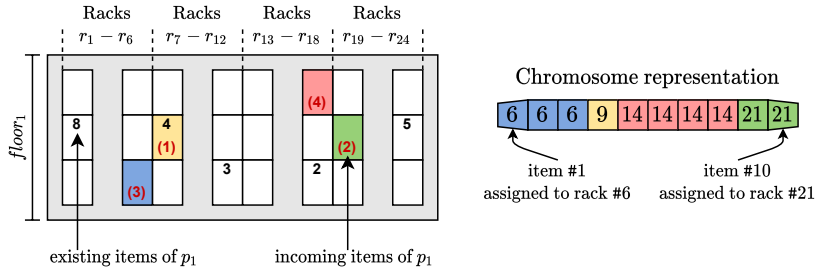 Racks Racks Racks Racks
r₁ − r₆ r₇ − r₁₂ r₁₃ − r₁₈ r₁₉ − r₂₄
floor₁
(4)
8 4 5
(1) (2)
3 2
(3)
existing items of p₁ incoming items of p₁
Chromosome representation
6 6 6 9 14 14 14 14 21 21
item #1 item #10
assigned to rack #6 assigned to rack #21